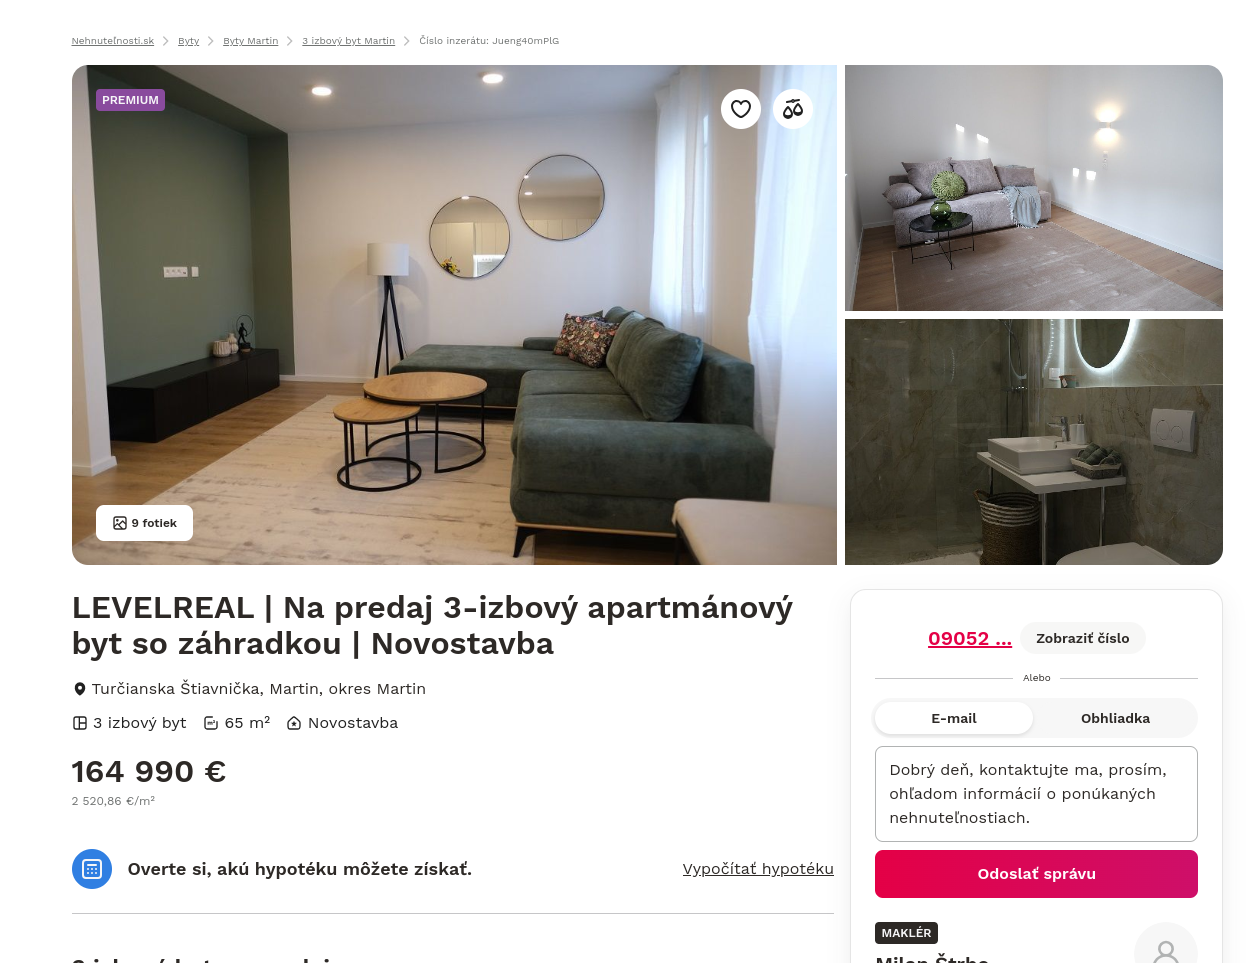 Nehnuteľnosti.sk
Byty
Byty Martin
3 izbový byt Martin
Číslo inzerátu: Jueng40mPlG
PREMIUM
9 fotiek
LEVELREAL | Na predaj 3-izbový apartmánový
byt so záhradkou | Novostavba
Turčianska Štiavnička, Martin, okres Martin
3 izbový byt
65 m²
Novostavba
164 990 €
2 520,86 €/m²
Overte si, akú hypotéku môžete získať.
Vypočítať hypotéku
09052 ...
Zobraziť číslo
Alebo
E-mail
Obhliadka
Dobrý deň, kontaktujte ma, prosím,
ohľadom informácií o ponúkaných
nehnuteľnostiach.
Odoslať správu
MAKLÉR